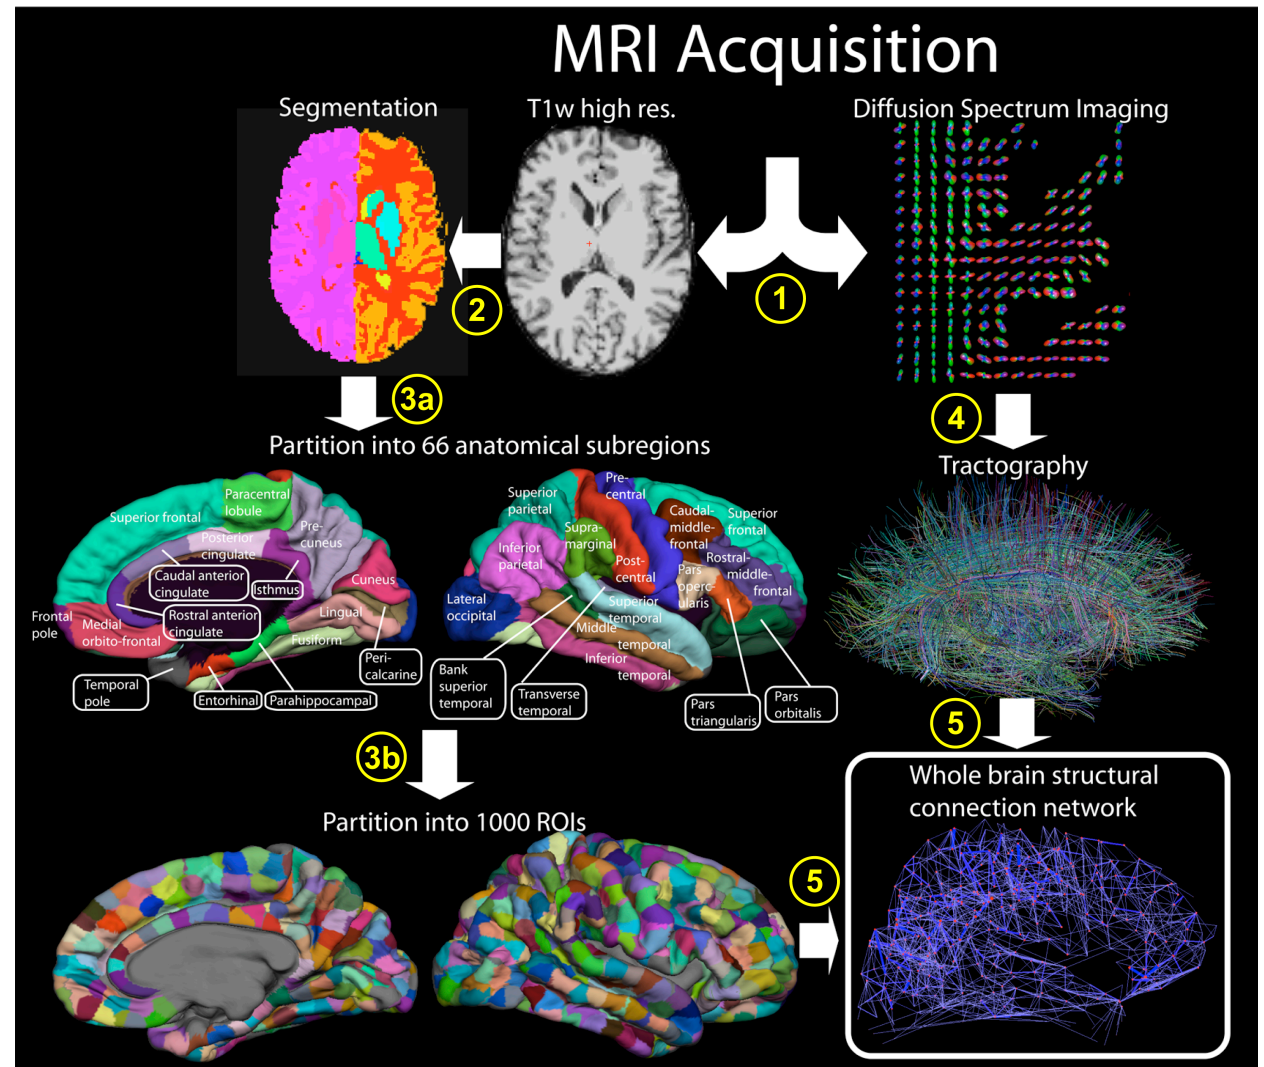 MRI Acquisition
Segmentation
T1w high res.
Diffusion Spectrum Imaging
1
2
3a
4
Partition into 66 anatomical subregions
Tractography
Paracentral
lobule
Superior frontal
Pre-
cuneus
Posterior
cingulate
Caudal anterior
cingulate
Isthmus
Cuneus
Rostral anterior
cingulate
Lingual
Frontal
pole
Medial
orbito-frontal
Fusiform
Peri-
calcarine
Temporal
pole
Entorhinal
Parahippocampal
Pre-
central
Superior
parietal
Caudal-
middle-
frontal
Superior
frontal
Supra-
marginal
Inferior
parietal
Post-
central
Rostral-
middle-
frontal
Pars
operc-
ularis
Lateral
occipital
Superior
temporal
Middle
temporal
Inferior
temporal
Bank
superior
temporal
Transverse
temporal
Pars
triangularis
Pars
orbitalis
3b
5
Partition into 1000 ROIs
5
Whole brain structural
connection network